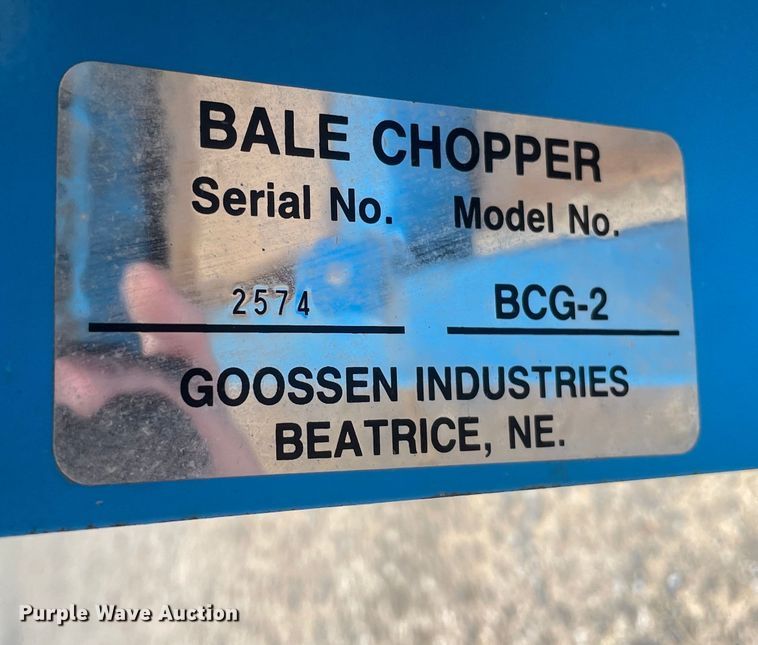 BALE CHOPPER
Serial No. Model No.
2574 BCG-2
GOOSSEN INDUSTRIES
BEATRICE, NE.
Purple Wave Auction